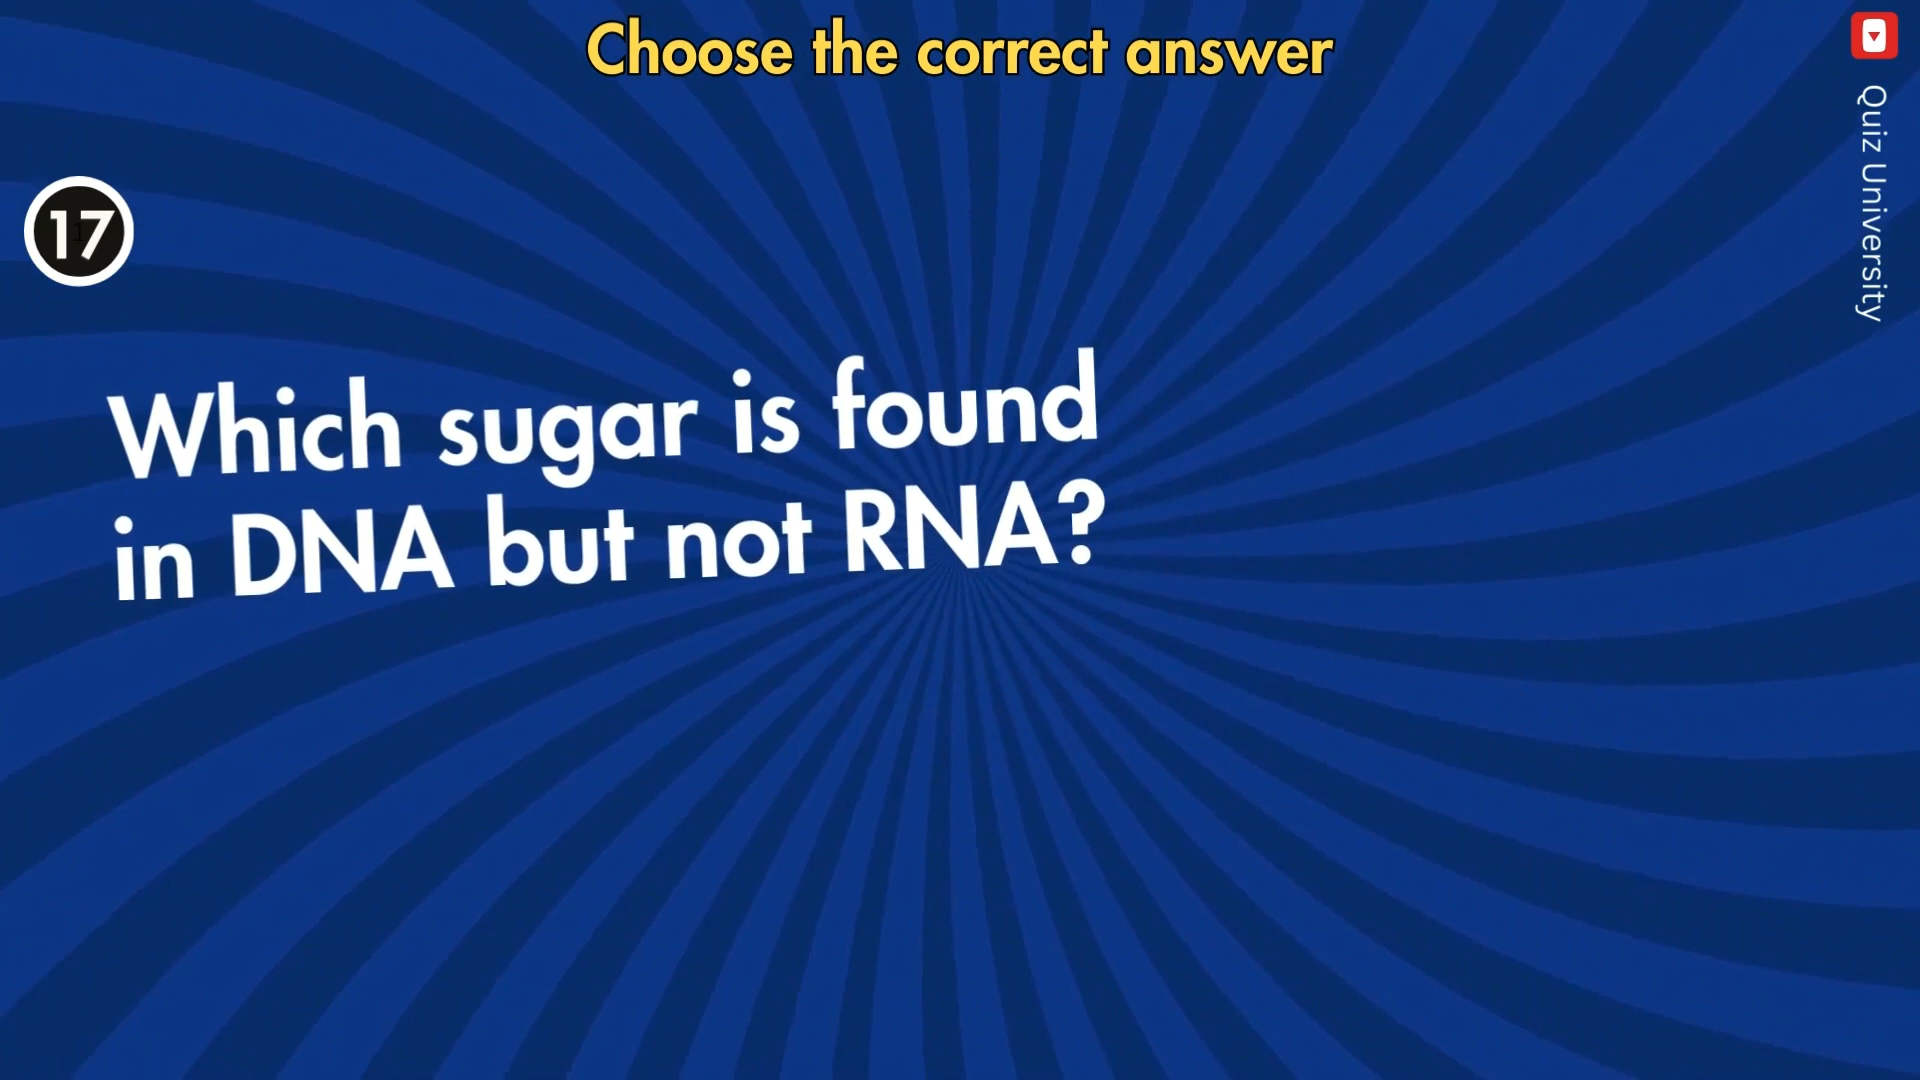 Choose the correct answer
Quiz University
17
Which sugar is found
in DNA but not RNA?